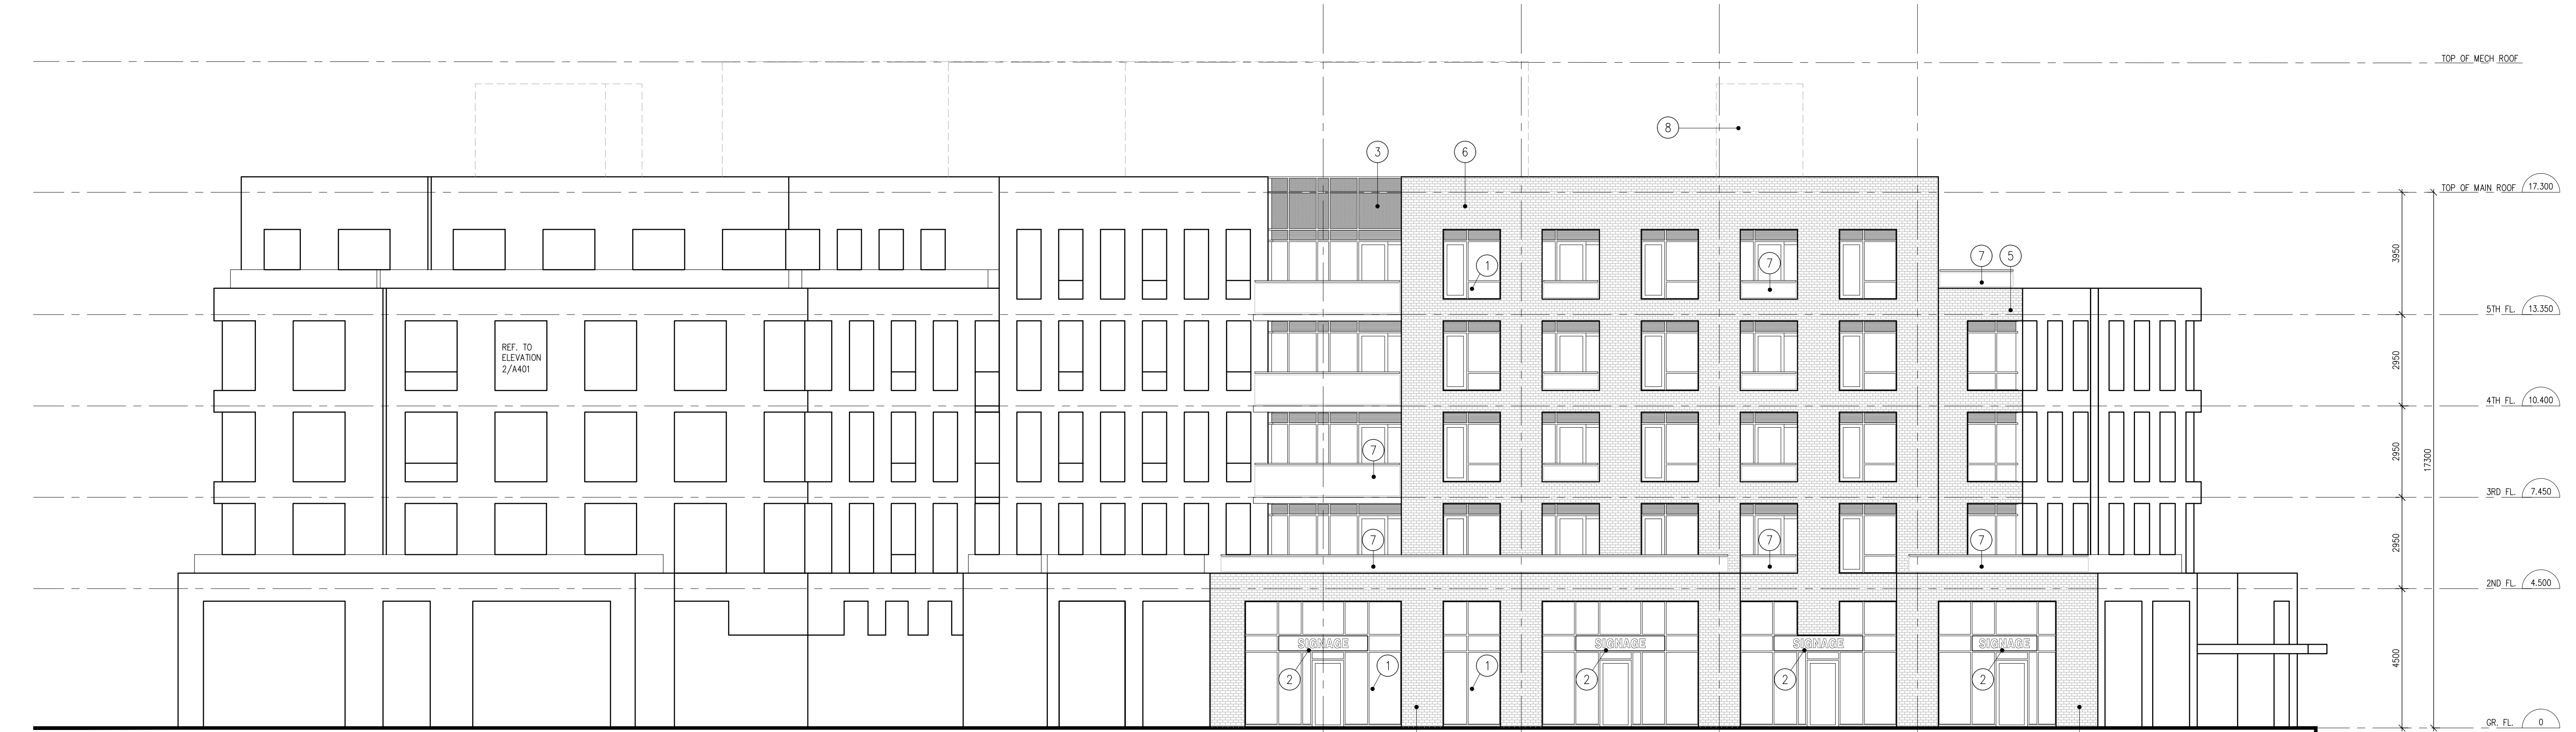 TOP OF MECH ROOF
8
3
6
TOP OF MAIN ROOF 17.300
1
7
7
5
3950
5TH FL. 13.350
REF. TO
ELEVATION
2/A401
2950
4TH FL. 10.400
7
2950
17300
3RD FL. 7.450
7
7
7
2950
2ND FL. 4.500
SIGNAGE
SIGNAGE
SIGNAGE
SIGNAGE
2
1
1
2
2
2
4500
GR. FL. 0